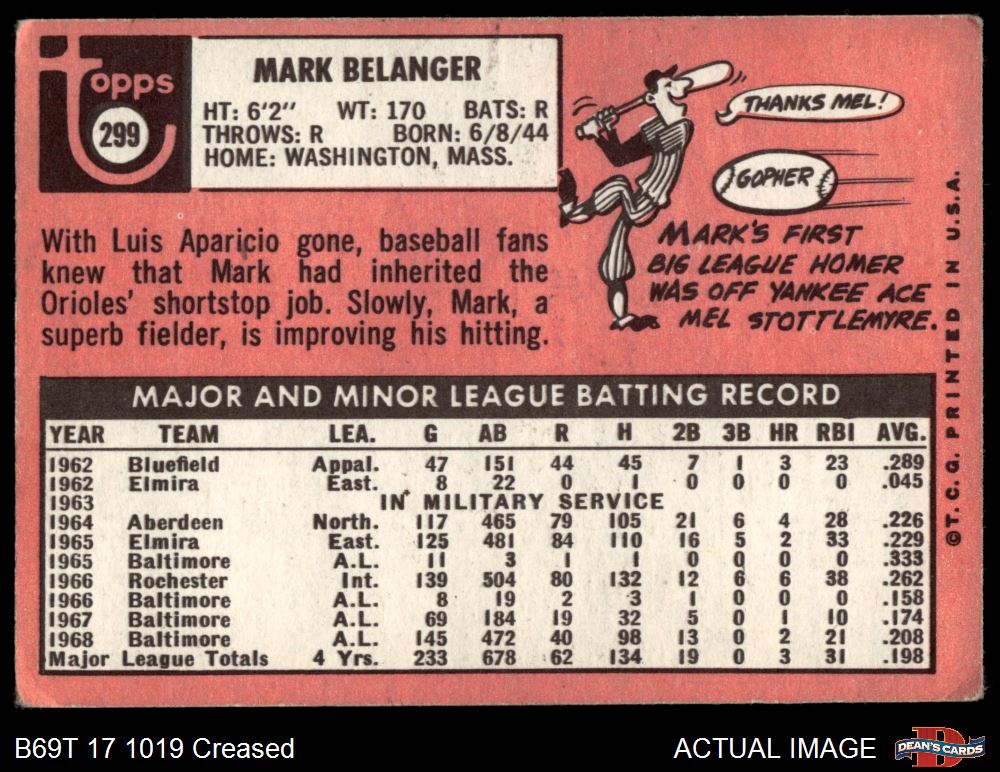 Topps
299
MARK BELANGER
HT: 6'2" WT: 170 BATS: R
THROWS: R BORN: 6/8/44
HOME: WASHINGTON, MASS.
THANKS MEL!
GOPHER
MARK'S FIRST
BIG LEAGUE HOMER
WAS OFF YANKEE ACE
MEL STOTTLEMYRE.
With Luis Aparicio gone, baseball fans
knew that Mark had inherited the
Orioles' shortstop job. Slowly, Mark, a
superb fielder, is improving his hitting.
MAJOR AND MINOR LEAGUE BATTING RECORD
YEAR TEAM LEA. G AB R H 2B 3B HR RBI AVG.
1962 Bluefield Appal. 47 151 44 45 7 1 3 23 .289
1962 Elmira East. 8 22 0 1 0 0 0 0 .045
1963 IN MILITARY SERVICE
1964 Aberdeen North. 117 465 79 105 21 6 4 28 .226
1965 Elmira East. 125 481 84 110 16 5 2 33 .229
1965 Baltimore A.L. 11 3 1 1 0 0 0 0 .333
1966 Rochester Int. 139 504 80 132 12 6 6 38 .262
1966 Baltimore A.L. 8 19 2 3 1 0 0 0 .158
1967 Baltimore A.L. 69 184 19 32 5 0 1 10 .174
1968 Baltimore A.L. 145 472 40 98 13 0 2 21 .208
Major League Totals 4 Yrs. 233 678 62 134 19 0 3 31 .198
©T. C. G. PRINTED IN U.S.A.
B69T 17 1019 Creased
ACTUAL IMAGE
DEAN'S CARDS